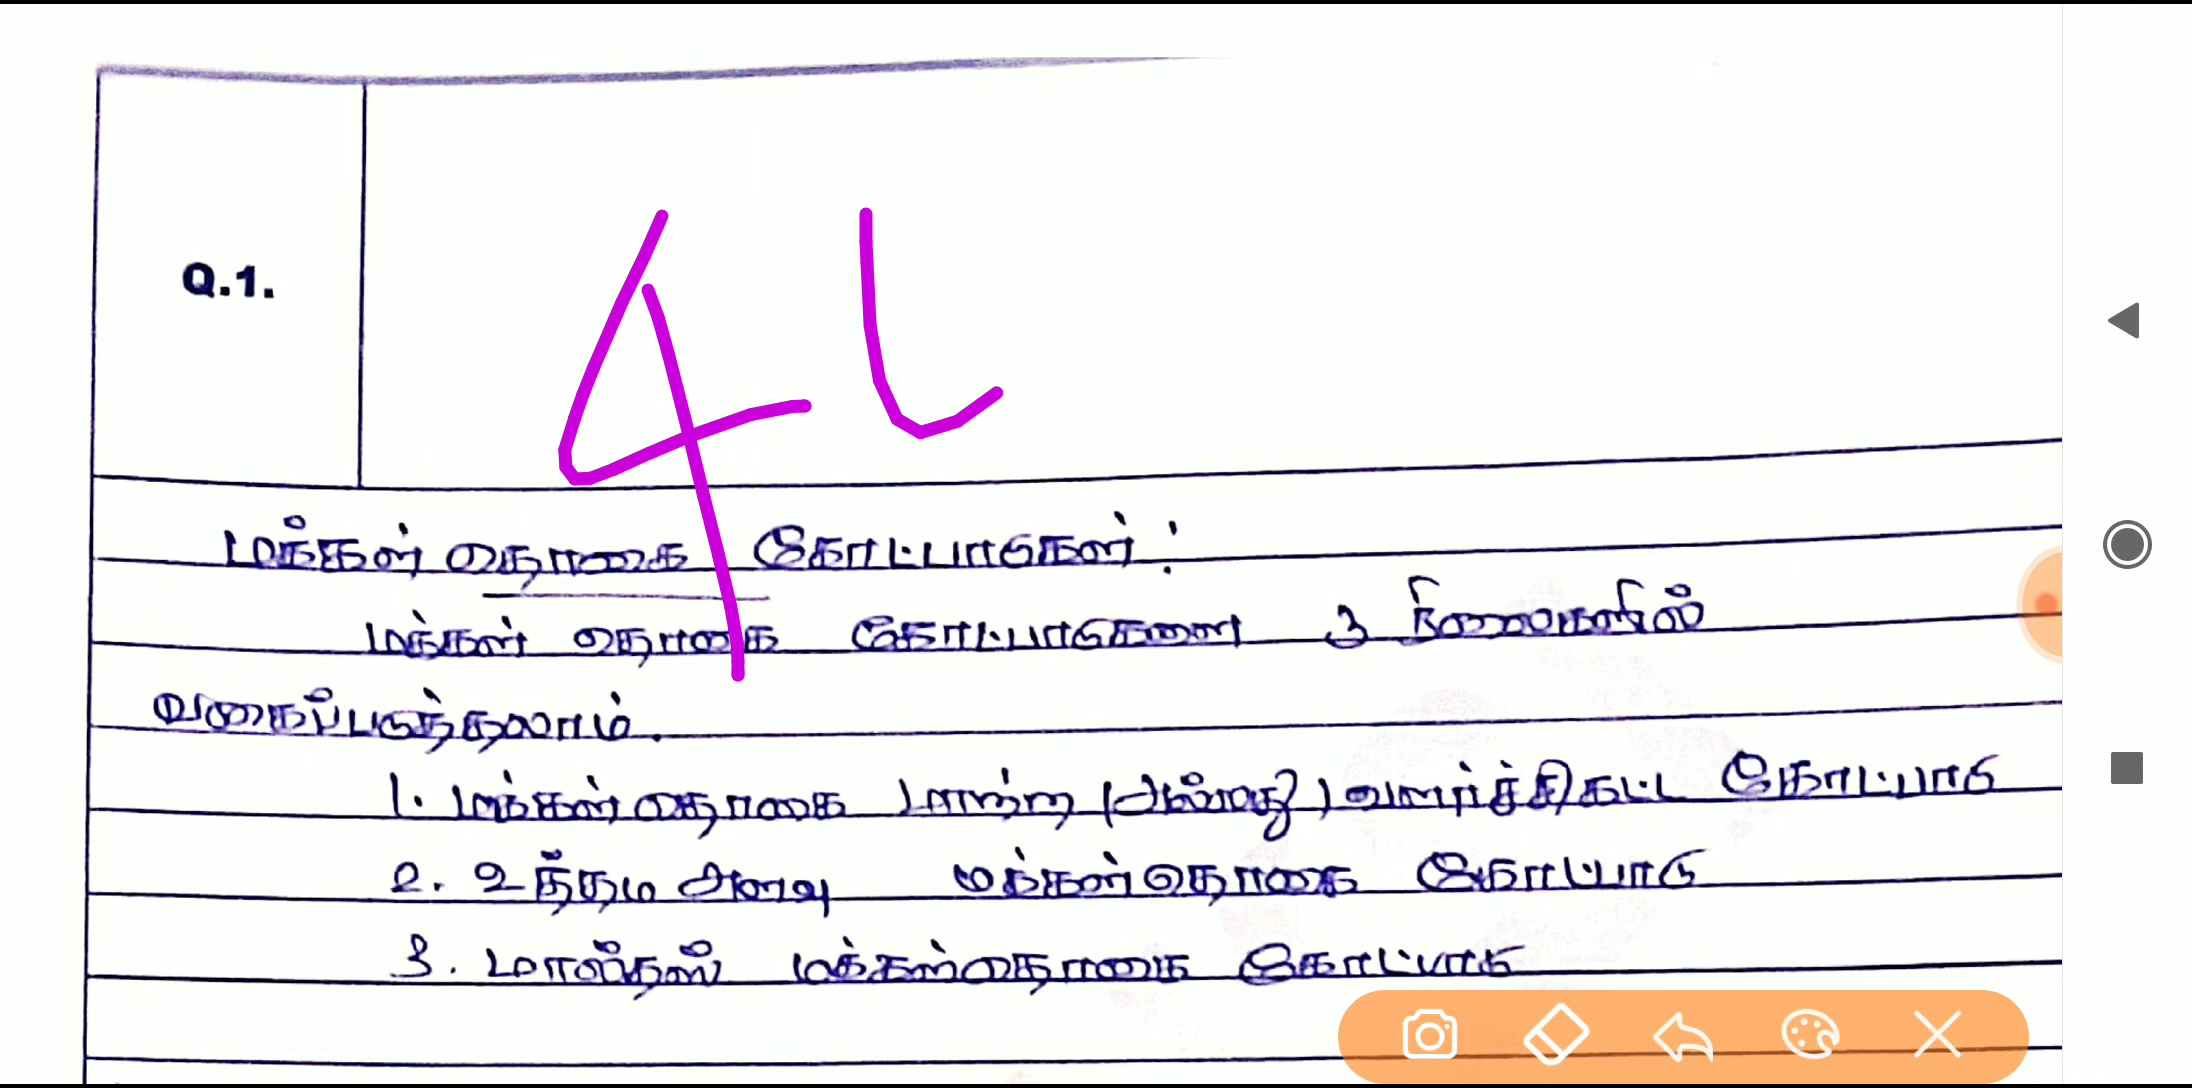 Q.1.
4
மக்கள் தொகை கோட்பாடுகள் :
மக்கள் தொகை கோட்பாடுகளை 3 நிலைகளில்
வகைப்படுத்தலாம்.
1. மக்கள் தொகை மாற்ற (அல்லது) வளர்ச்சிகட்ட கோட்பாடு
2. உத்தம அளவு மக்கள்தொகை கோட்பாடு
3. மால்தஸ் மக்கள்தொகை கோட்பாடு